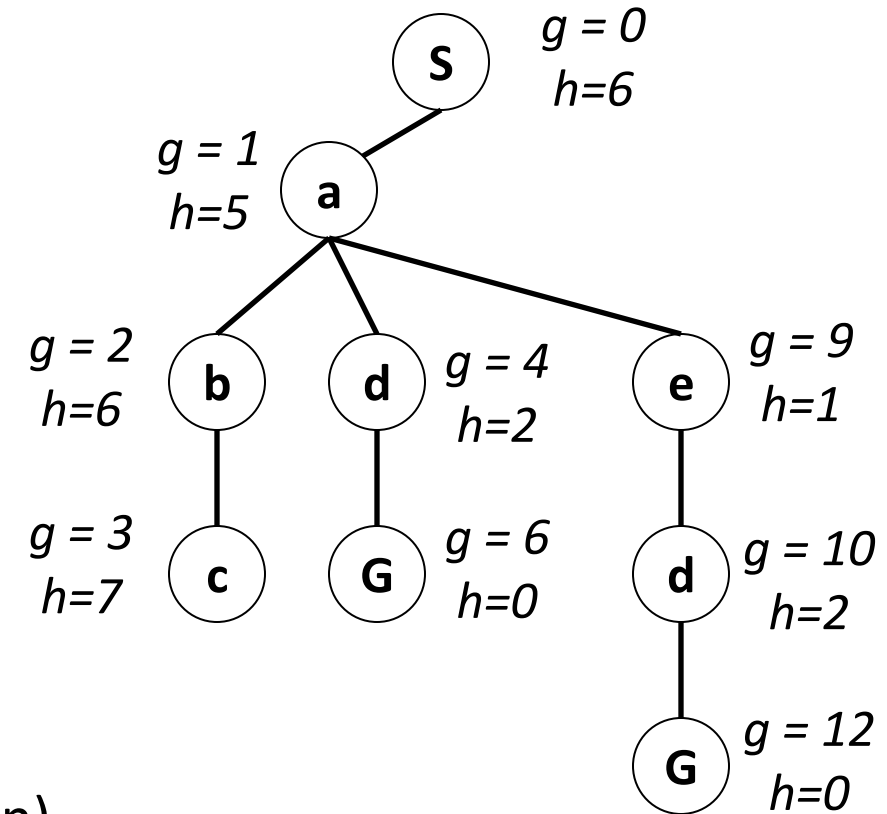 S
g = 0
h=6
g = 1
h=5
a
g = 2
h=6
b
d
g = 4
h=2
e
g = 9
h=1
g = 3
h=7
c
G
g = 6
h=0
d
g = 10
h=2
G
g = 12
h=0
n)